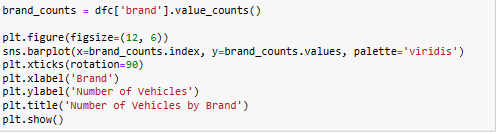 brand_counts = dfc['brand'].value_counts()
plt.figure(figsize=(12, 6))
sns.barplot(x=brand_counts.index, y=brand_counts.values, palette='viridis')
plt.xticks(rotation=90)
plt.xlabel('Brand')
plt.ylabel('Number of Vehicles')
plt.title('Number of Vehicles by Brand')
plt.show()